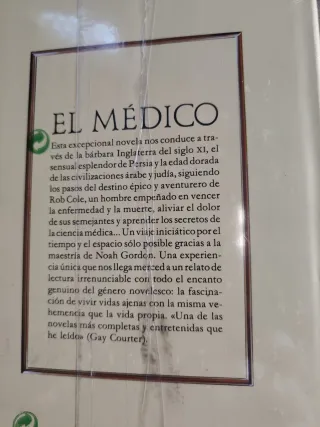 EL MÉDICO
Esta excepcional novela nos conduce a tra-
vés de la bárbara Inglaterra del siglo XI, el
sensual esplendor de Persia y la edad dorada
de las civilizaciones árabe y judía, siguiendo
los pasos del destino épico y aventurero de
Rob Cole, un hombre empeñado en vencer
la enfermedad y la muerte, aliviar el dolor
de sus semejantes y aprender los secretos de
la ciencia médica... Un viaje iniciático por el
tiempo y el espacio sólo posible gracias a la
maestría de Noah Gordon. Una experien-
cia única que nos llega merced a un relato de
lectura irrenunciable con todo el encanto
genuino del género novelesco: la fascina-
ción de vivir vidas ajenas con la misma ve-
hemencia que la vida propia. «Una de las
novelas más completas y entretenidas que
he leído» (Gay Courter).